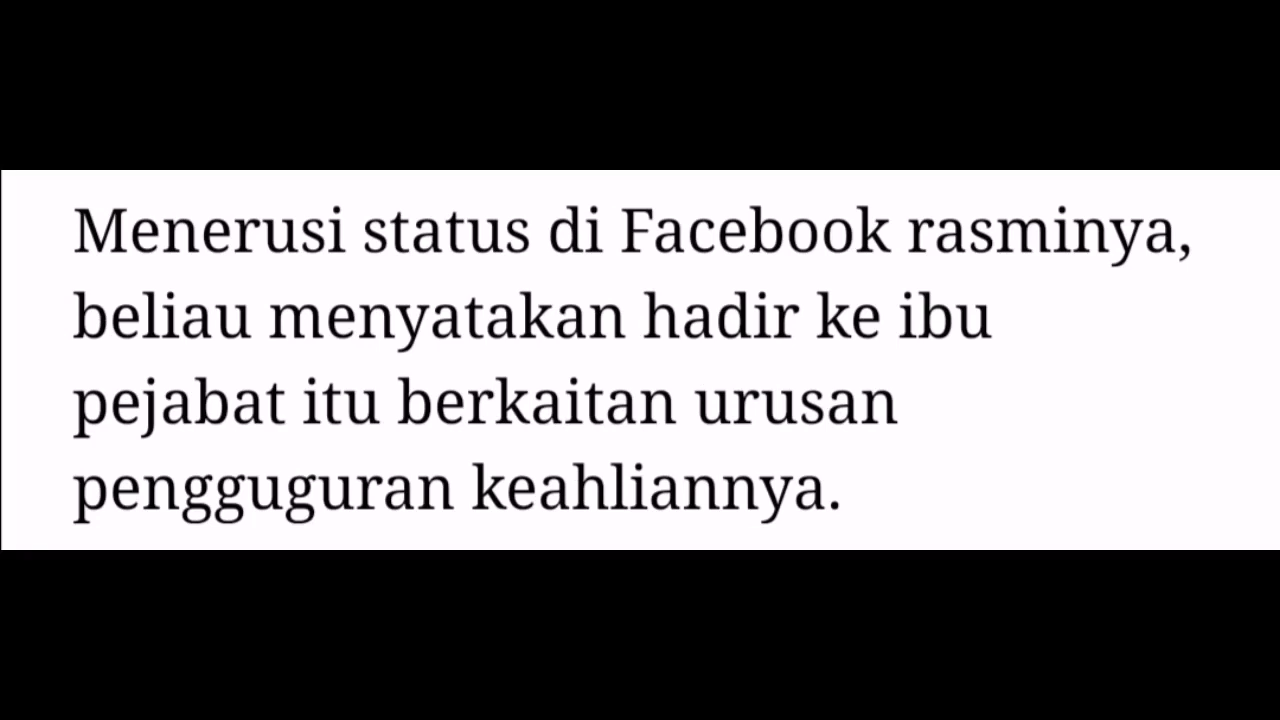 Menerusi status di Facebook rasminya,
beliau menyatakan hadir ke ibu
pejabat itu berkaitan urusan
pengguguran keahliannya.